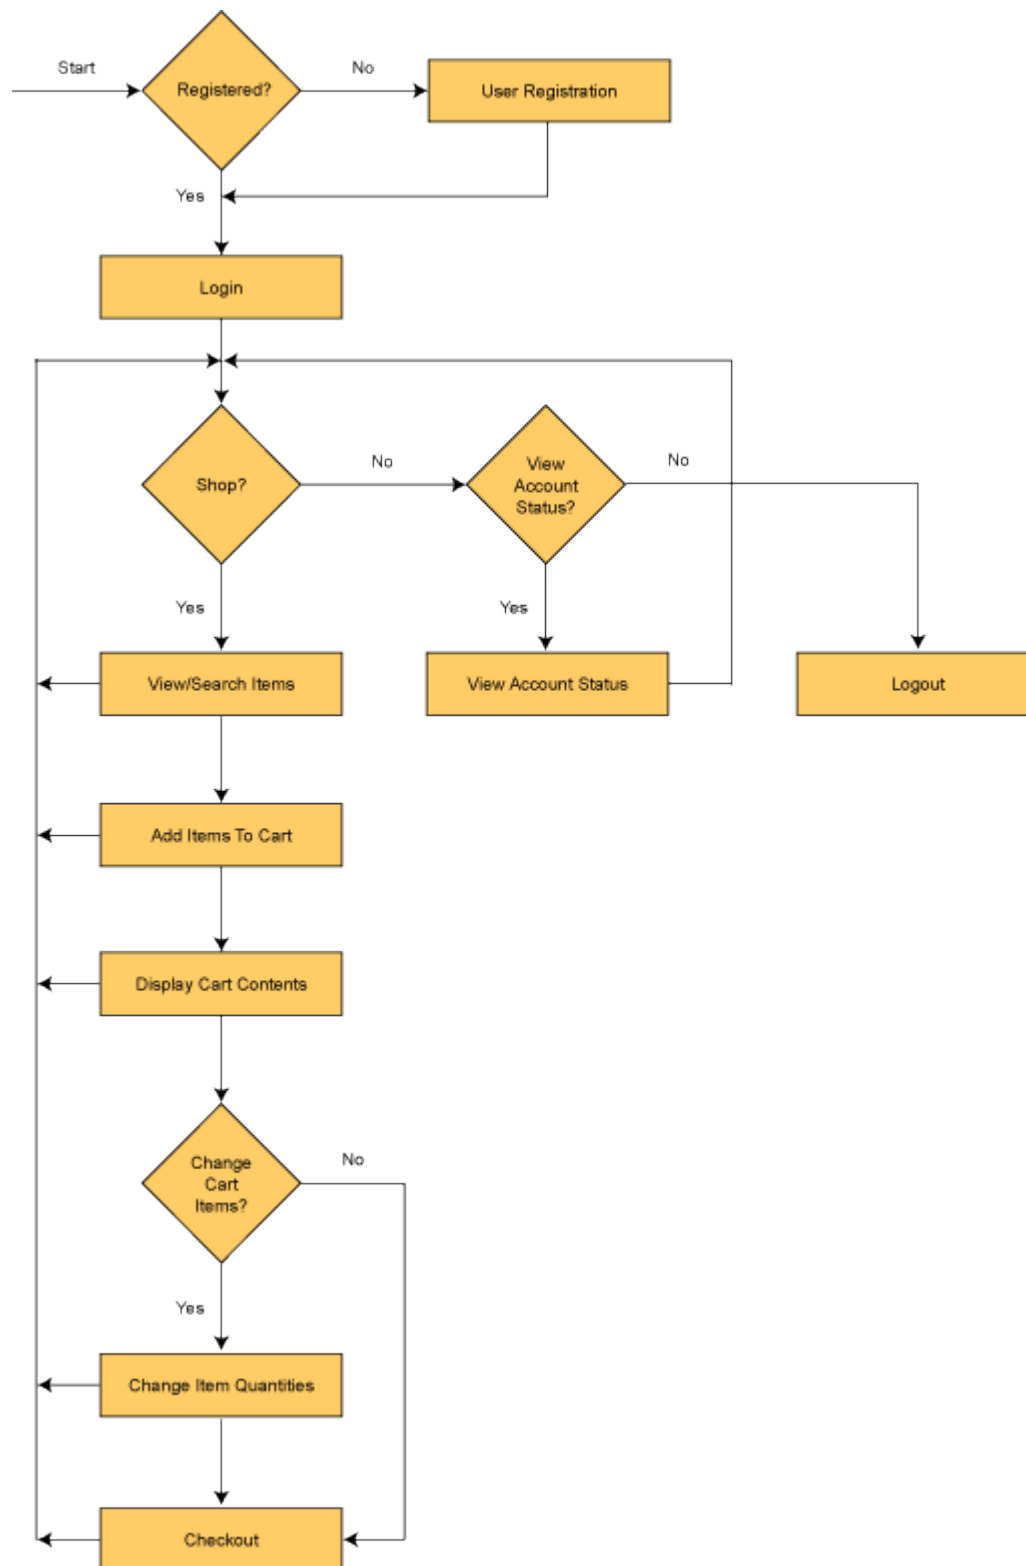 Start
Registered?
No
User Registration
Yes
Login
Shop?
No
View
Account
Status?
No
Yes
Yes
View/Search Items
View Account Status
Logout
Add Items To Cart
Display Cart Contents
Change
Cart
Items?
No
Yes
Change Item Quantities
Checkout